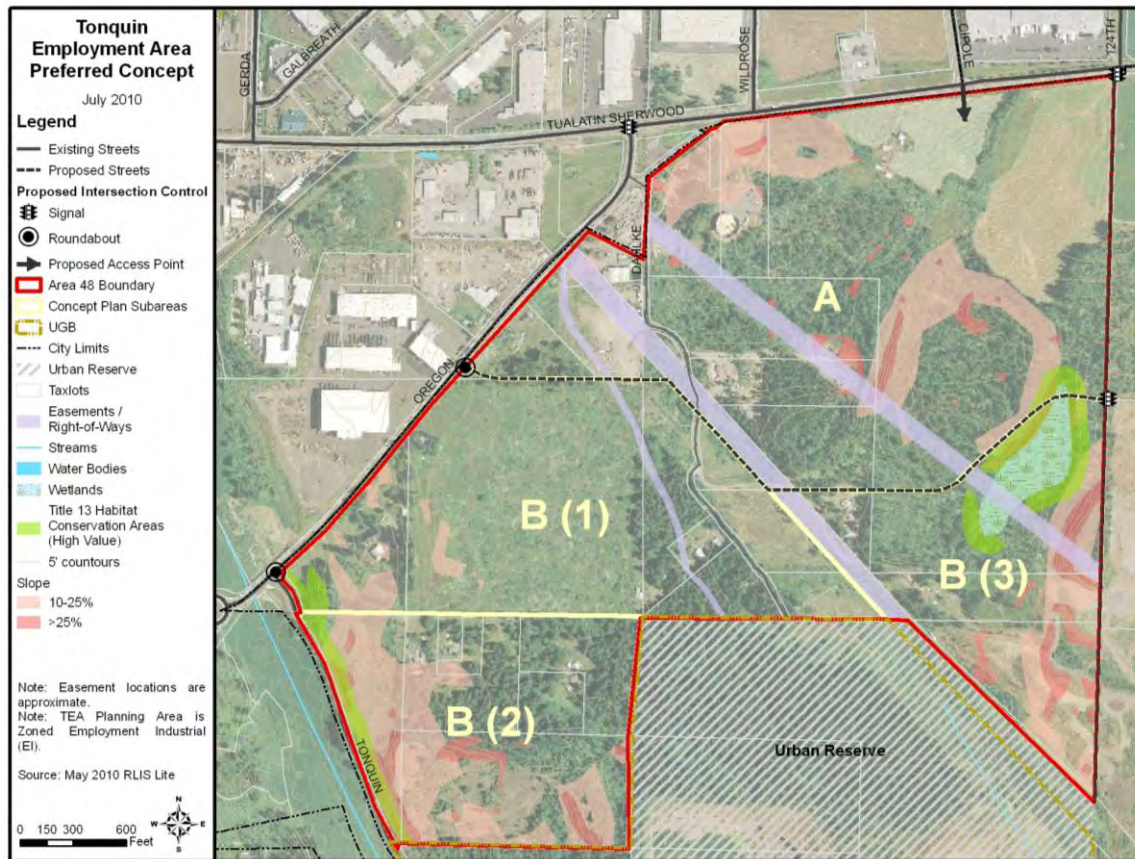 Tonquin
Employment Area
Preferred Concept
July 2010
Legend
Existing Streets
Proposed Streets
Proposed Intersection Control
Signal
Roundabout
Proposed Access Point
Area 48 Boundary
Concept Plan Subareas
UGB
City Limits
Urban Reserve
Taxlots
Easements /
Right-of-Ways
Streams
Water Bodies
Wetlands
Title 13 Habitat
Conservation Areas
(High Value)
5' countours
Slope
10-25%
>25%
Note: Easement locations are
approximate.
Note: TEA Planning Area is
Zoned Employment Industrial
(EI).
Source: May 2010 RLIS Lite
N
W E
S
0 150 300 600
Feet
GERDA
GALBREATH
TUALATIN SHERWOOD
WILDROSE
CIPOLE
124TH
DAHLKE
OREGON
A
B (1)
B (3)
B (2)
TONQUIN
Urban Reserve